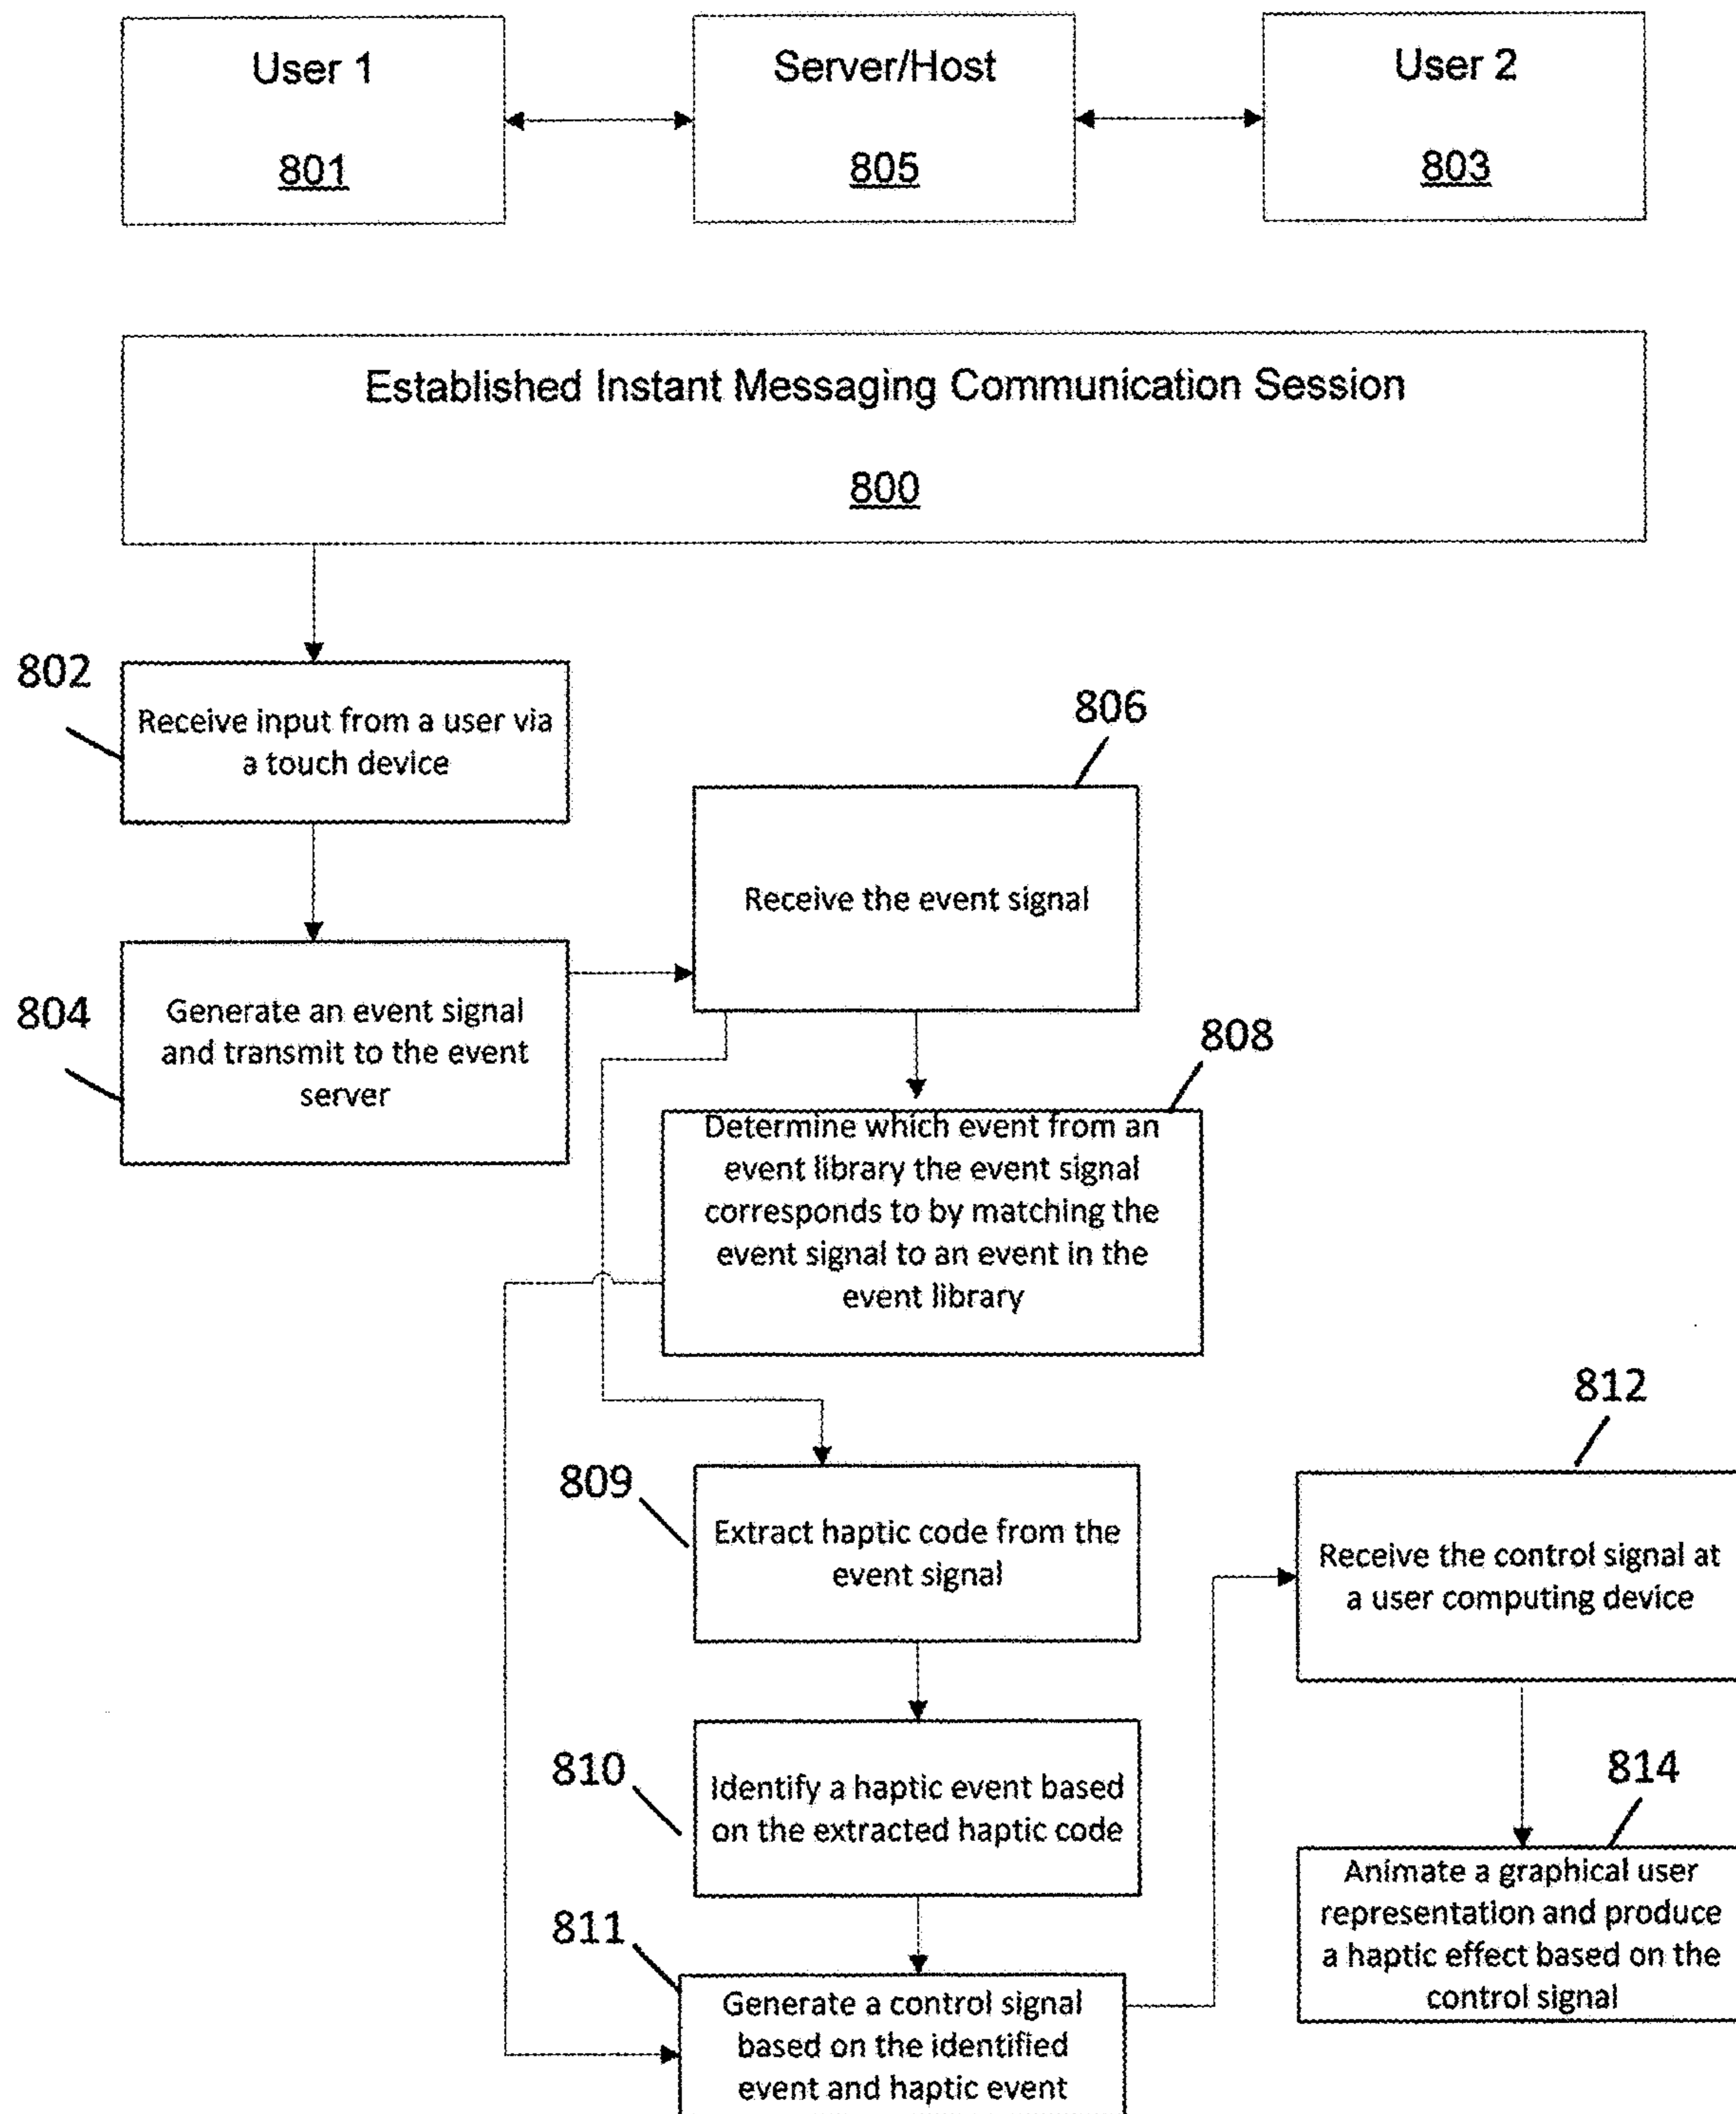 User 1
801
Server/Host
805
User 2
803
Established Instant Messaging Communication Session
800
802
Receive input from a user via
a touch device
804
Generate an event signal
and transmit to the event
server
806
Receive the event signal
808
Determine which event from an
event library the event signal
corresponds to by matching the
event signal to an event in the
event library
809
Extract haptic code from the
event signal
810
Identify a haptic event based
on the extracted haptic code
811
Generate a control signal
based on the identified
event and haptic event
812
Receive the control signal at
a user computing device
814
Animate a graphical user
representation and produce
a haptic effect based on the
control signal